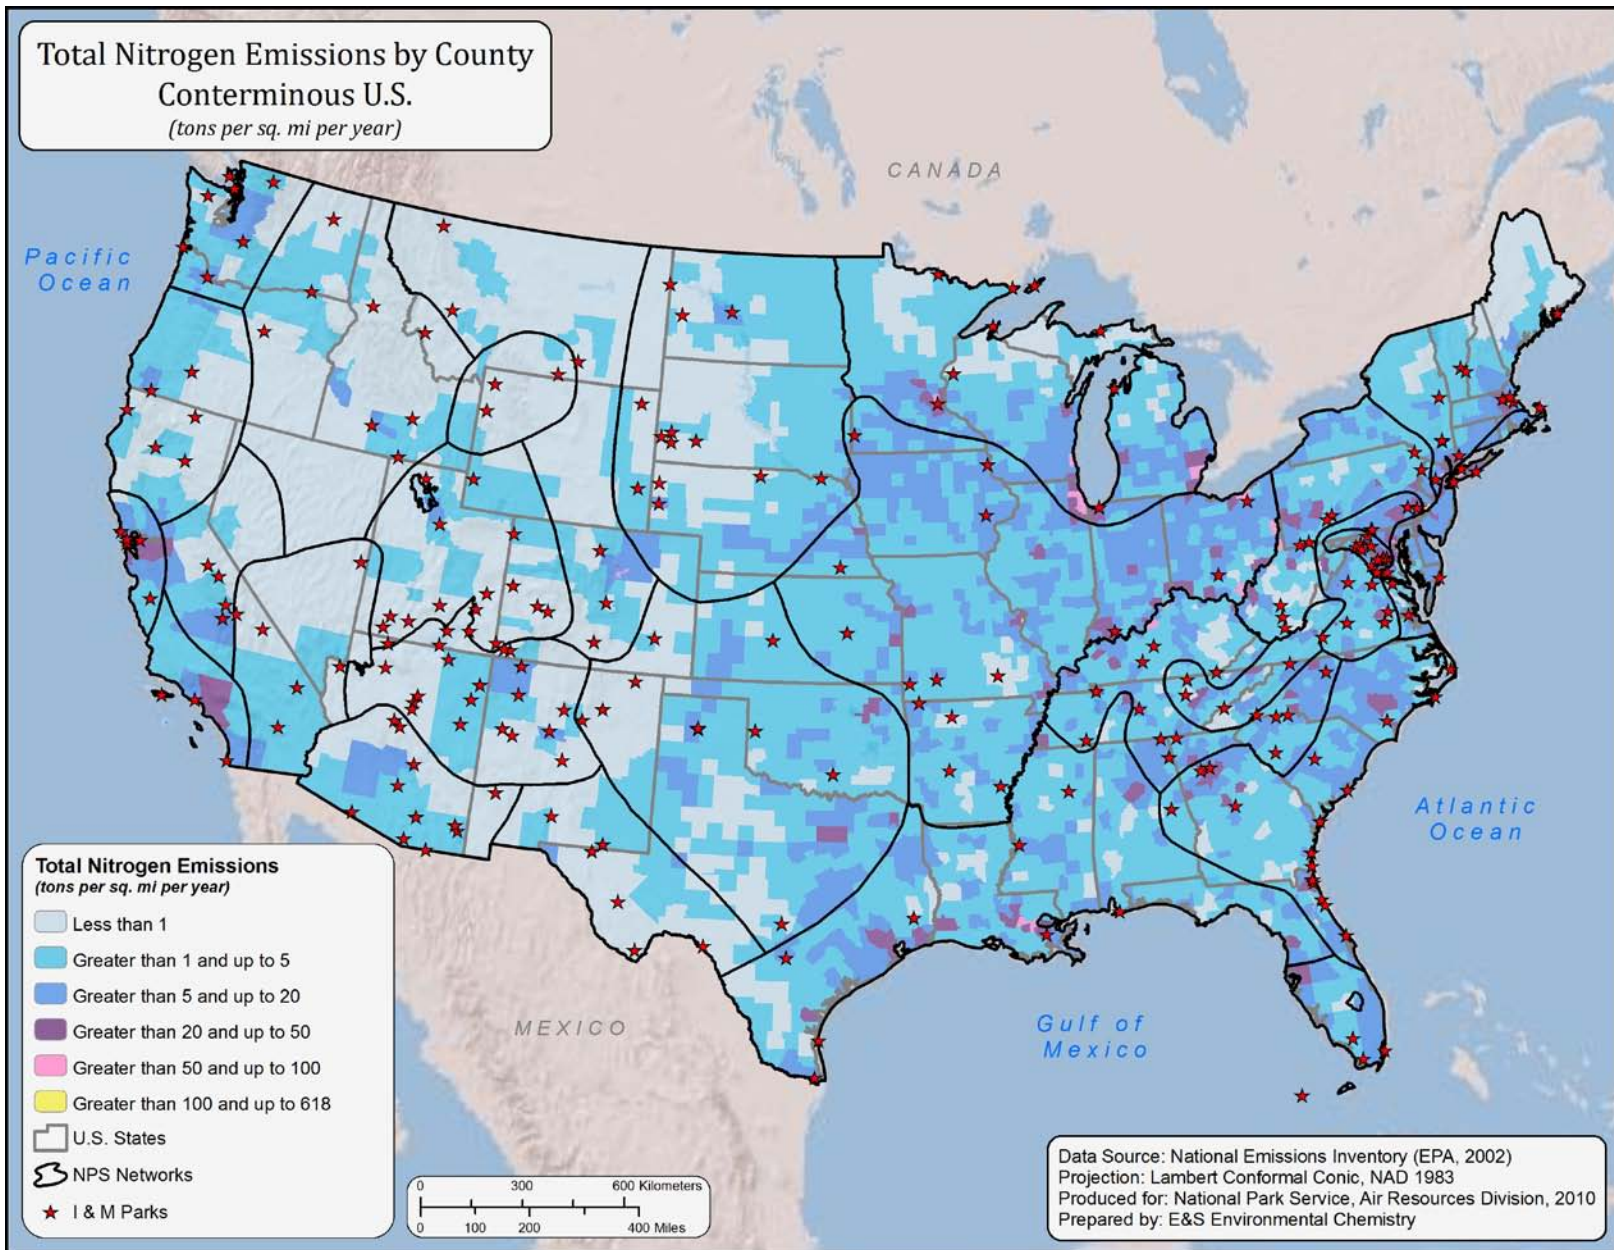 Total Nitrogen Emissions by County
Conterminous U.S.
(tons per sq. mi per year)
CANADA
Pacific
Ocean
Atlantic
Ocean
Gulf of
Mexico
MEXICO
Total Nitrogen Emissions
(tons per sq. mi per year)
Less than 1
Greater than 1 and up to 5
Greater than 5 and up to 20
Greater than 20 and up to 50
Greater than 50 and up to 100
Greater than 100 and up to 618
U.S. States
NPS Networks
I & M Parks
0 300 600 Kilometers
0 100 200 400 Miles
Data Source: National Emissions Inventory (EPA, 2002)
Projection: Lambert Conformal Conic, NAD 1983
Produced for: National Park Service, Air Resources Division, 2010
Prepared by: E&S Environmental Chemistry